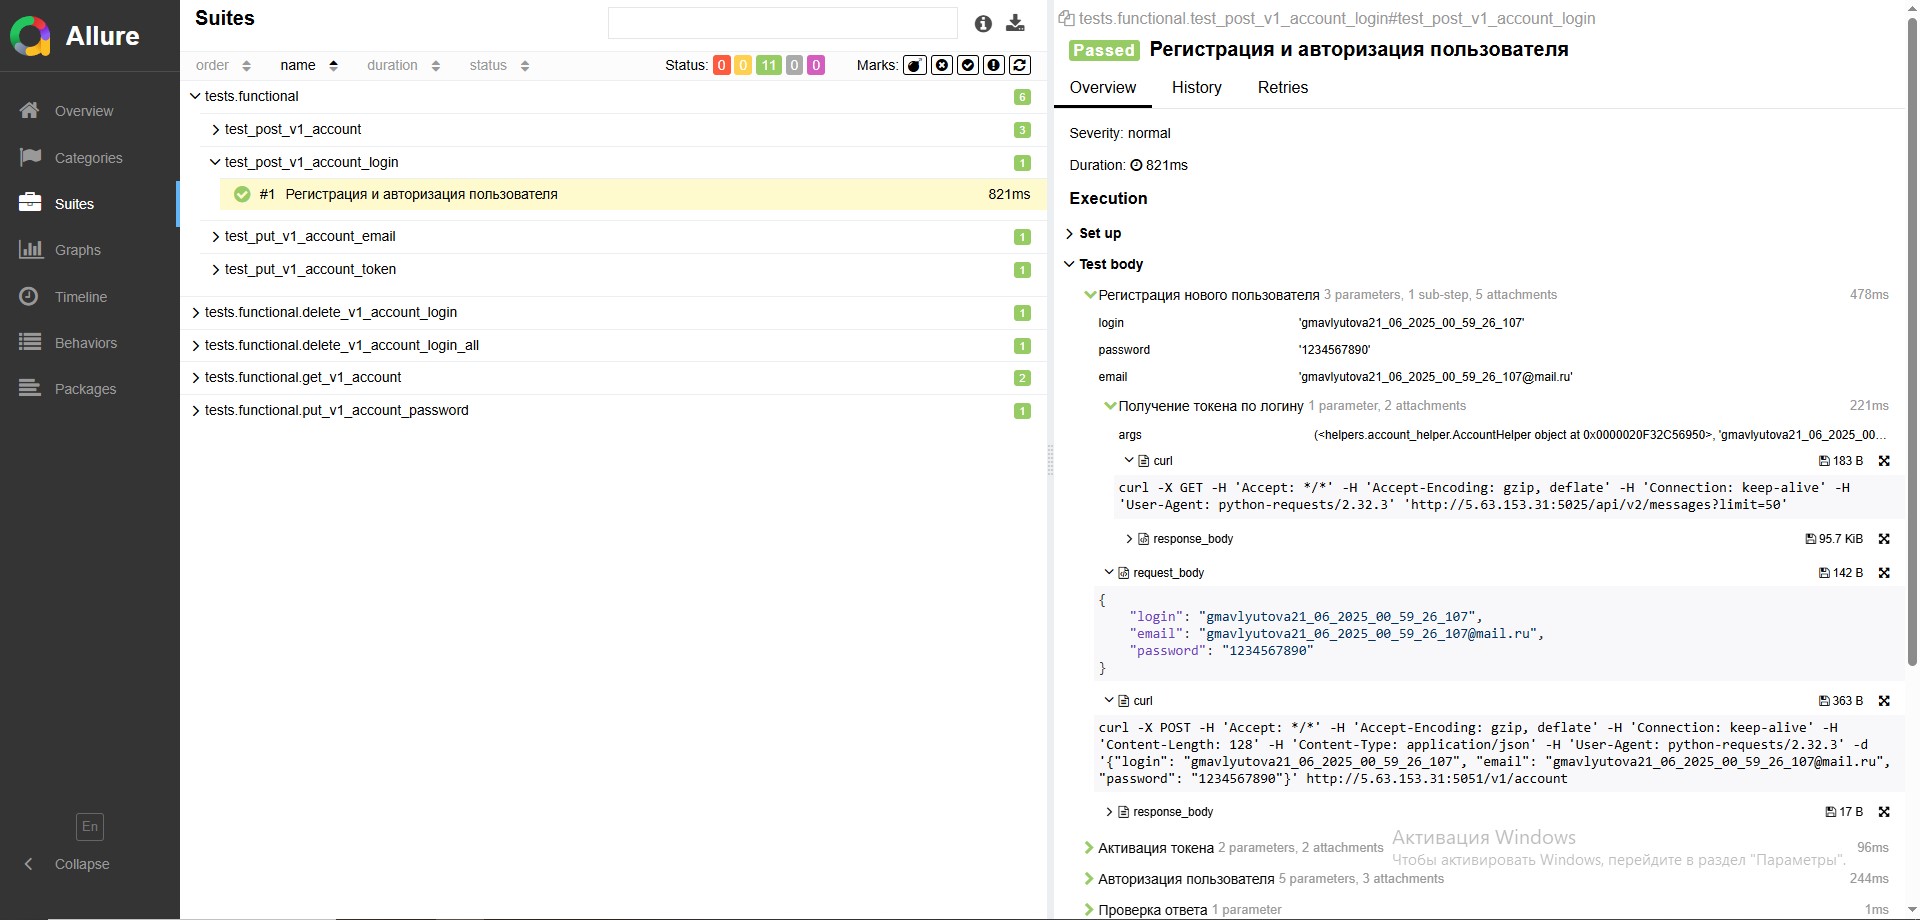 Allure
Overview
Categories
Suites
Graphs
Timeline
Behaviors
Packages
En
Collapse
Suites
order name duration status Status: 0 0 11 0 0 Marks:
tests.functional 6
test_post_v1_account 3
test_post_v1_account_login 1
#1 Регистрация и авторизация пользователя 821ms
test_put_v1_account_email 1
test_put_v1_account_token 1
tests.functional.delete_v1_account_login 1
tests.functional.delete_v1_account_login_all 1
tests.functional.get_v1_account 2
tests.functional.put_v1_account_password 1
tests.functional.test_post_v1_account_login#test_post_v1_account_login
Passed Регистрация и авторизация пользователя
Overview History Retries
Severity: normal
Duration: 821ms
Execution
Set up
Test body
Регистрация нового пользователя 3 parameters, 1 sub-step, 5 attachments 478ms
login 'gmavlyutova21_06_2025_00_59_26_107'
password '1234567890'
email 'gmavlyutova21_06_2025_00_59_26_107@mail.ru'
Получение токена по логину 1 parameter, 2 attachments 221ms
args (<helpers.account_helper.AccountHelper object at 0x0000020F32C56950>, 'gmavlyutova21_06_2025_00...
curl 183 B
curl -X GET -H 'Accept: */*' -H 'Accept-Encoding: gzip, deflate' -H 'Connection: keep-alive' -H
'User-Agent: python-requests/2.32.3' 'http://5.63.153.31:5025/api/v2/messages?limit=50'
response_body 95.7 KiB
request_body 142 B
{
"login": "gmavlyutova21_06_2025_00_59_26_107",
"email": "gmavlyutova21_06_2025_00_59_26_107@mail.ru",
"password": "1234567890"
}
curl 363 B
curl -X POST -H 'Accept: */*' -H 'Accept-Encoding: gzip, deflate' -H 'Connection: keep-alive' -H
'Content-Length: 128' -H 'Content-Type: application/json' -H 'User-Agent: python-requests/2.32.3' -d
'{"login": "gmavlyutova21_06_2025_00_59_26_107", "email": "gmavlyutova21_06_2025_00_59_26_107@mail.ru",
"password": "1234567890"}' http://5.63.153.31:5051/v1/account
response_body 17 B
Активация Windows
Активация токена 2 parameters, 2 attachments 96ms
Чтобы активировать Windows, перейдите в раздел "Параметры".
Авторизация пользователя 5 parameters, 3 attachments 244ms
Проверка ответа 1 parameter 1ms